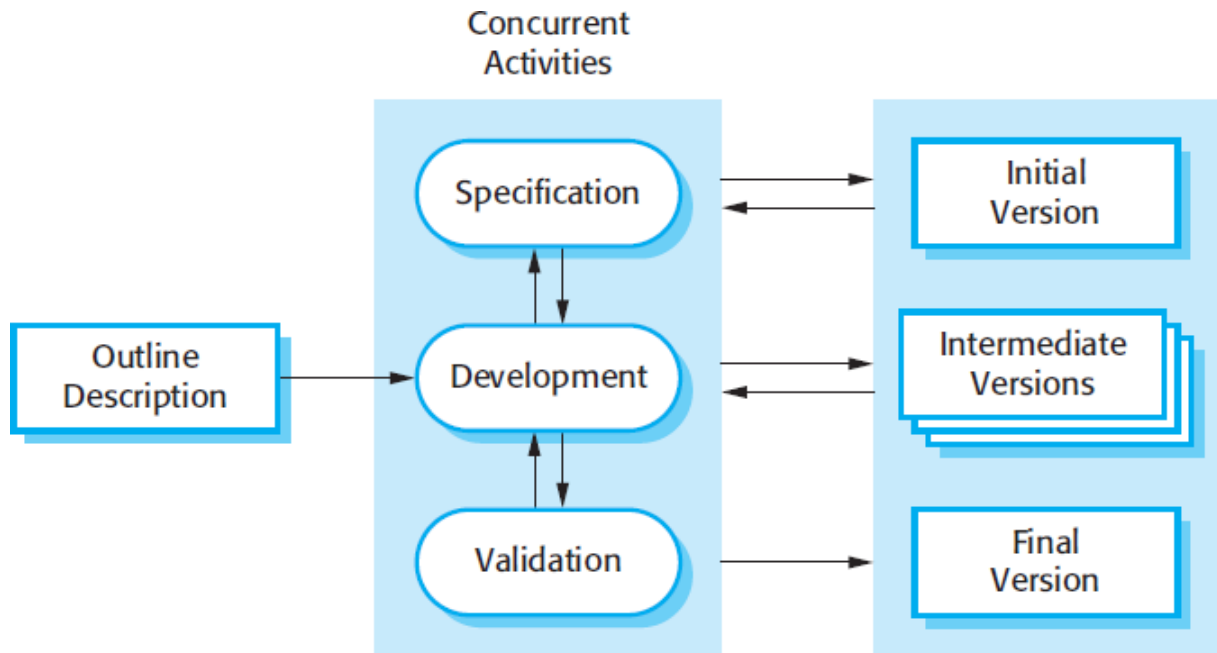 Concurrent
Activities
Specification
Initial
Version
Outline
Description
Development
Intermediate
Versions
Validation
Final
Version